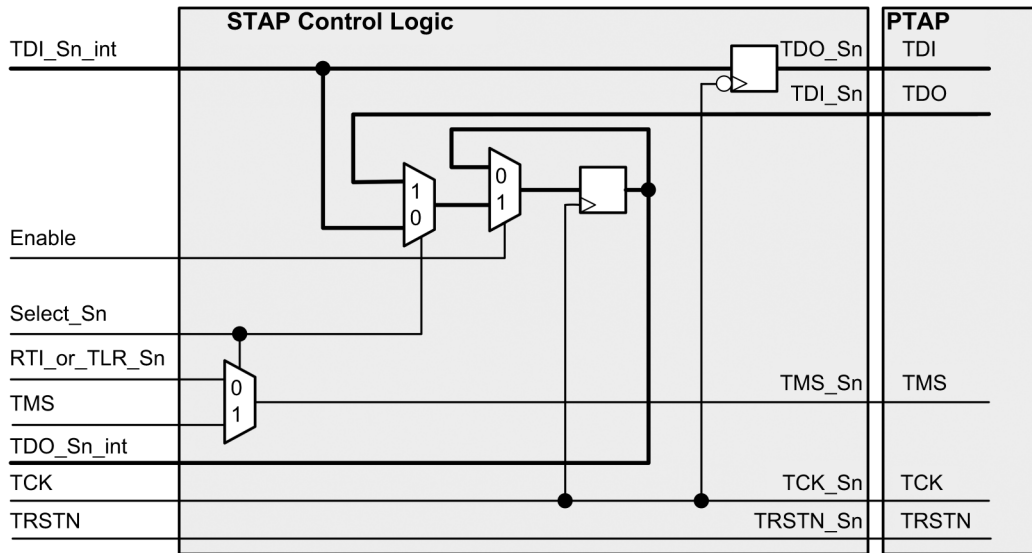 STAP Control Logic
PTAP
TDI_Sn_int
TDO_Sn
TDI
TDI_Sn
TDO
0
1
1
0
Enable
Select_Sn
RTI_or_TLR_Sn
0
TMS_Sn
TMS
TMS
1
TDO_Sn_int
TCK
TCK_Sn
TCK
TRSTN
TRSTN_Sn
TRSTN